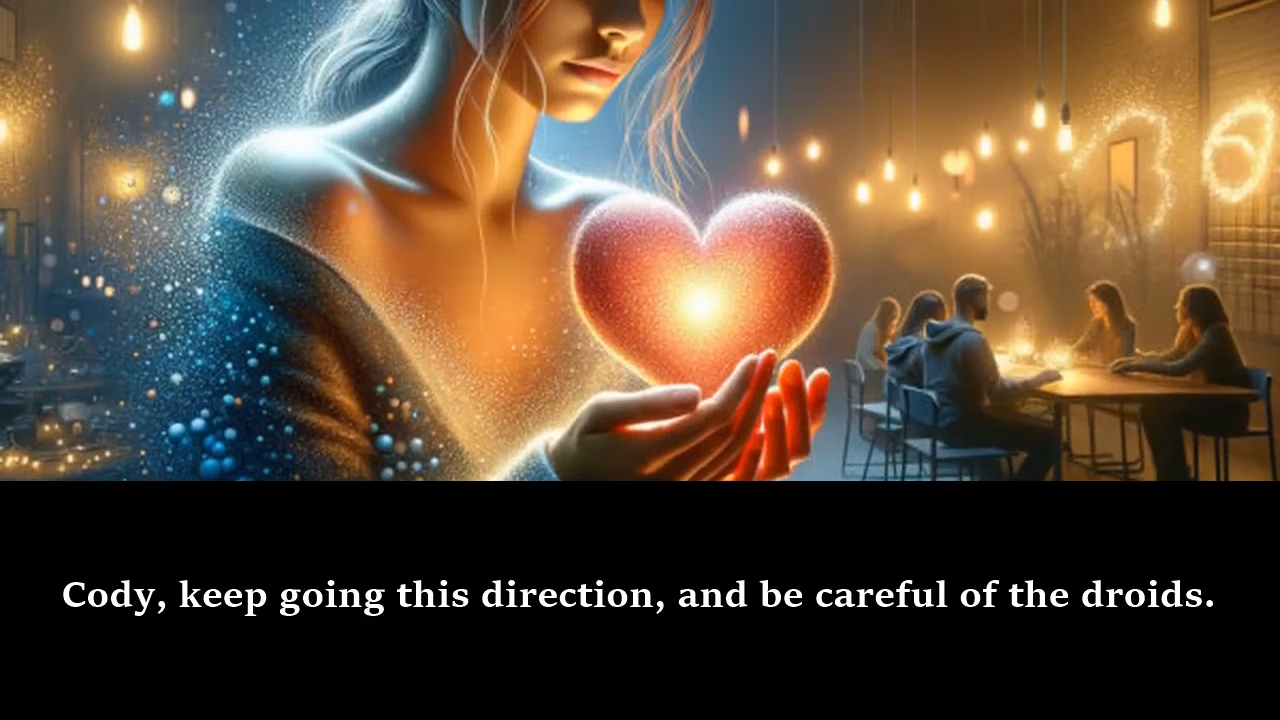 Cody, keep going this direction, and be careful of the droids.